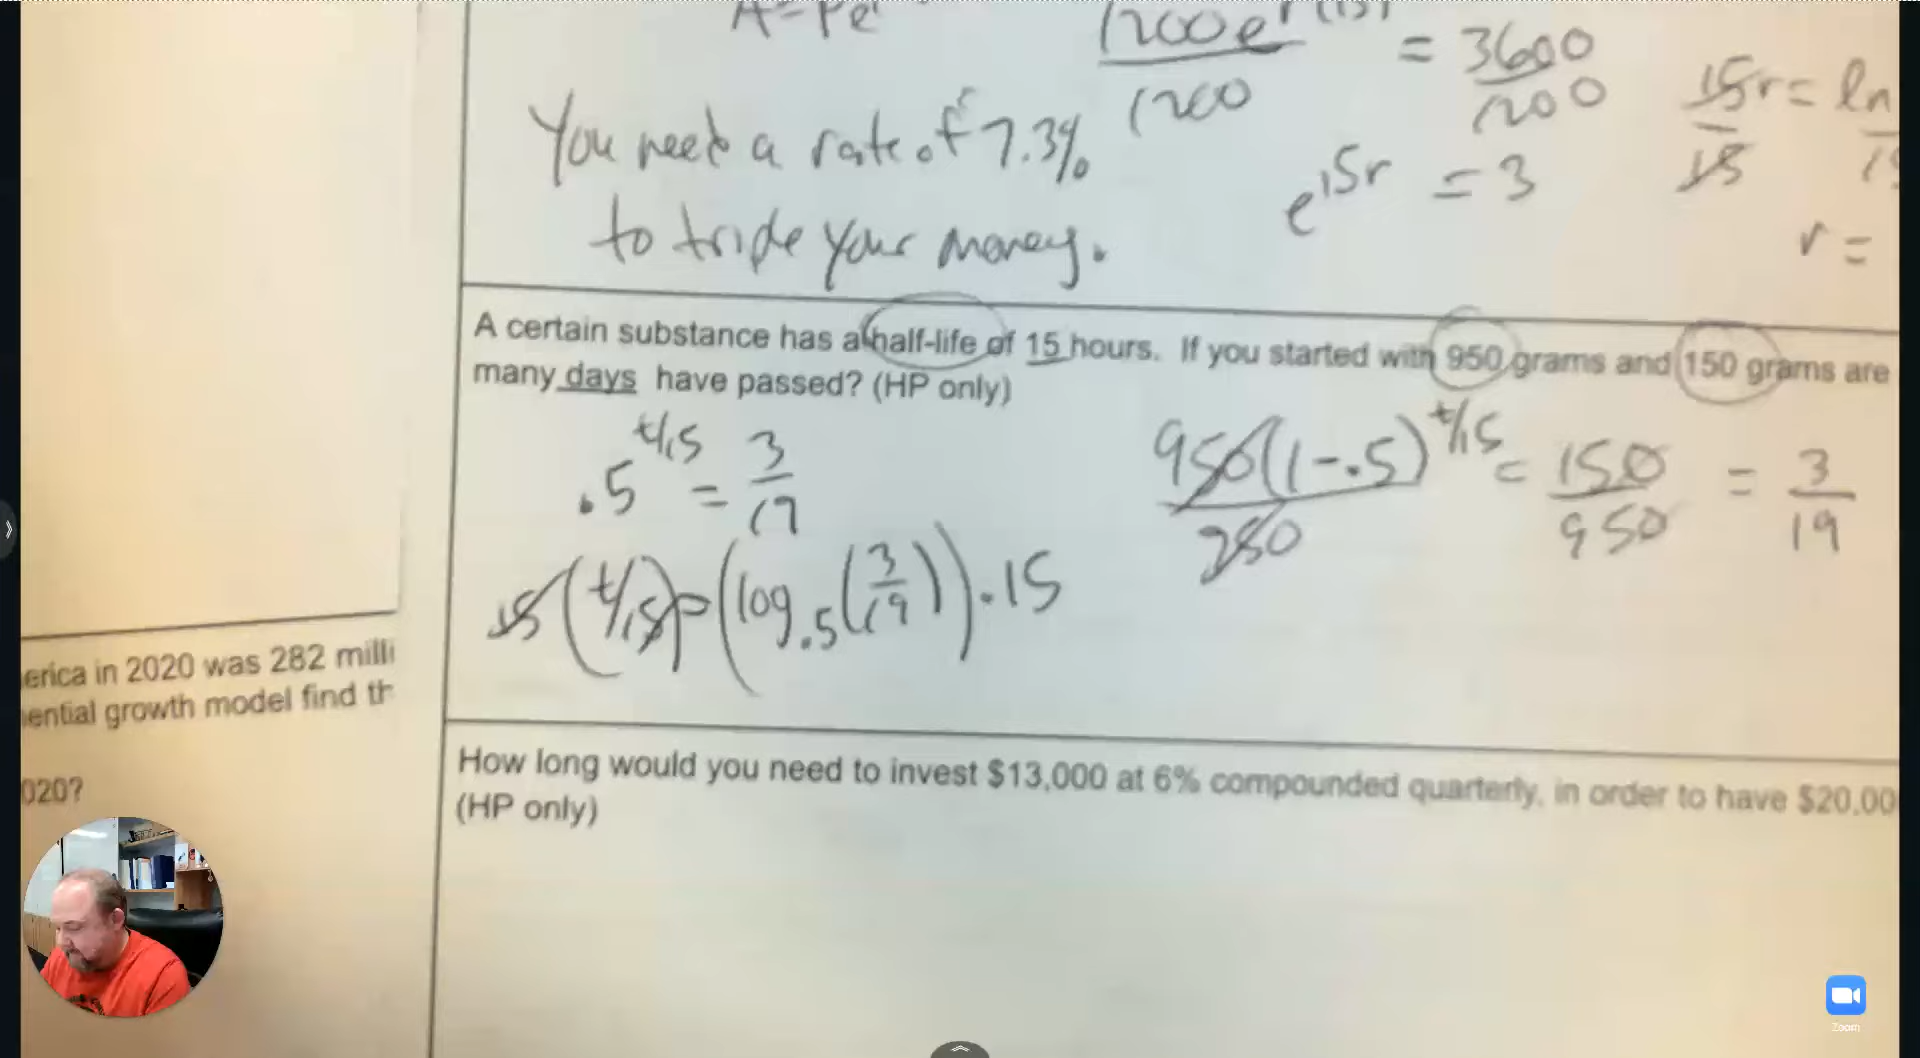 A=Pe
1200e^r(15) = 3600
1200 1200
15r = ln
15
e^15r = 3
r =
You need a rate of 7.3%
to triple your money.
A certain substance has a half-life of 15 hours. If you started with 950 grams and 150 grams are
many days have passed? (HP only)
.5^t/15 = 3/19
950(1-.5)^t/15 = 150 = 3
950 950 19
15(t/15) = (log.5(3/19)).15
erica in 2020 was 282 milli
ential growth model find th
020?
How long would you need to invest $13,000 at 6% compounded quarterly, in order to have $20,00
(HP only)
Zoom